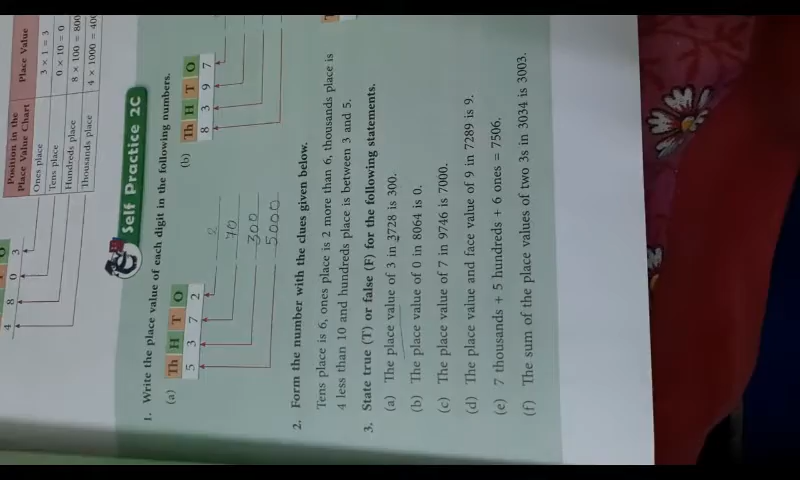 Position in the
Place Value Chart
Place Value
Ones place
3 × 1 = 3
Tens place
0 × 10 = 0
Hundreds place
8 × 100 = 800
Thousands place
4 × 1000 =
4 8 0 3
Self Practice 2C
1. Write the place value of each digit in the following numbers.
(a) Th H T O
5 3 7 2
2
70
300
5000
(b) Th H T O
8 3 9 7
2. Form the number with the clues given below.
Tens place is 6, ones place is 2 more than 6, thousands place is
4 less than 10 and hundreds place is between 3 and 5.
3. State true (T) or false (F) for the following statements.
(a) The place value of 3 in 3728 is 300.
(b) The place value of 0 in 8064 is 0.
(c) The place value of 7 in 9746 is 7000.
(d) The place value and face value of 9 in 7289 is 9.
(e) 7 thousands + 5 hundreds + 6 ones = 7506.
(f) The sum of the place values of two 3s in 3034 is 3003.